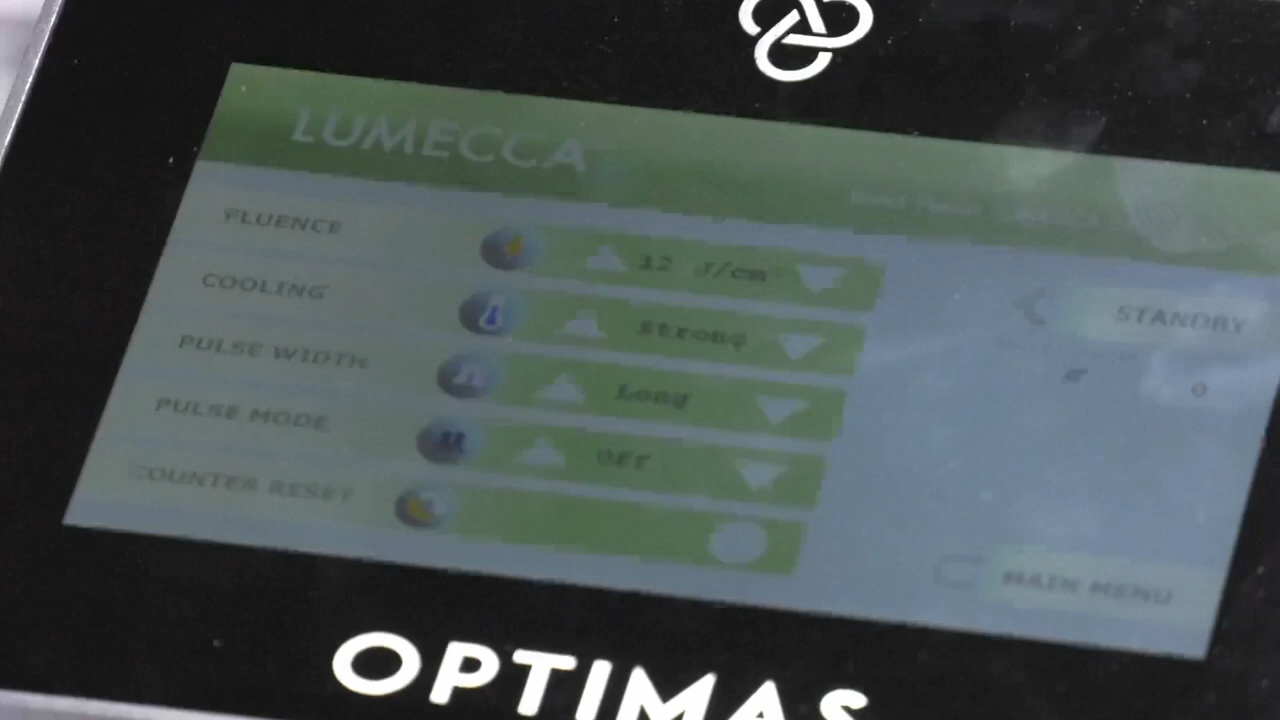 LUMECCA
FLUENCE
12 J/cm
COOLING
Strong
STANDBY
PULSE WIDTH
Long
0
PULSE MODE
Off
COUNTER RESET
MAIN MENU
OPTIMAS